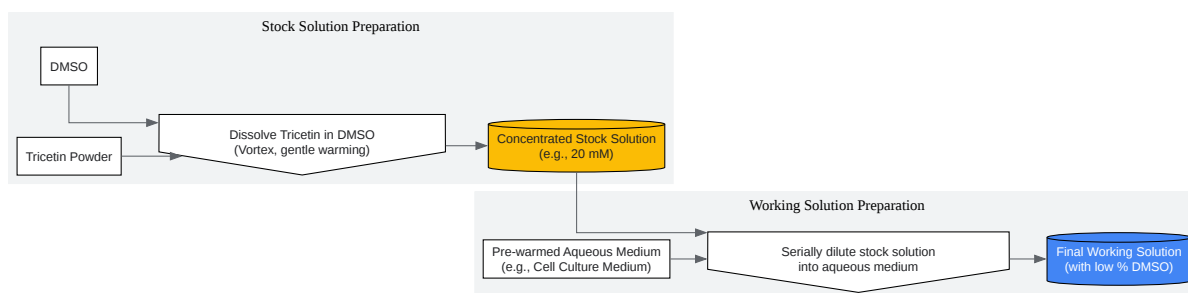 Stock Solution Preparation
DMSO
Tricetin Powder
Dissolve Tricetin in DMSO
(Vortex, gentle warming)
Concentrated Stock Solution
(e.g., 20 mM)
Working Solution Preparation
Pre-warmed Aqueous Medium
(e.g., Cell Culture Medium)
Serially dilute stock solution
into aqueous medium
Final Working Solution
(with low % DMSO)